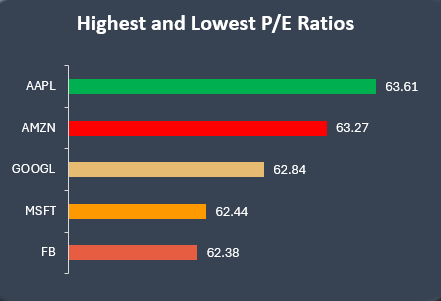 Highest and Lowest P/E Ratios
AAPL 63.61
AMZN 63.27
GOOGL 62.84
MSFT 62.44
FB 62.38